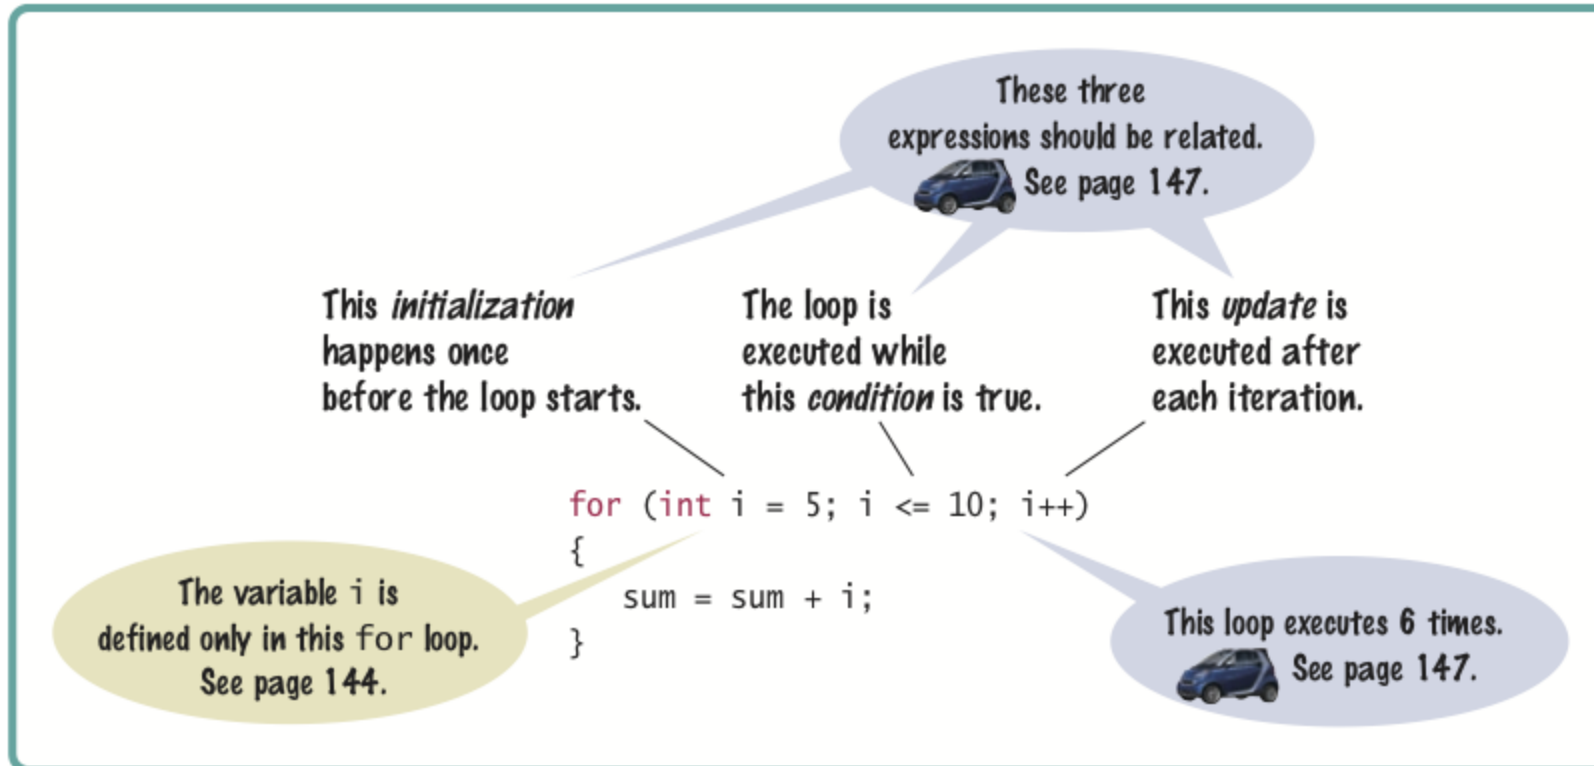 These three
expressions should be related.
See page 147.
This initialization
happens once
before the loop starts.
The loop is
executed while
this condition is true.
This update is
executed after
each iteration.
for (int i = 5; i <= 10; i++)
{
sum = sum + i;
}
The variable i is
defined only in this for loop.
See page 144.
This loop executes 6 times.
See page 147.